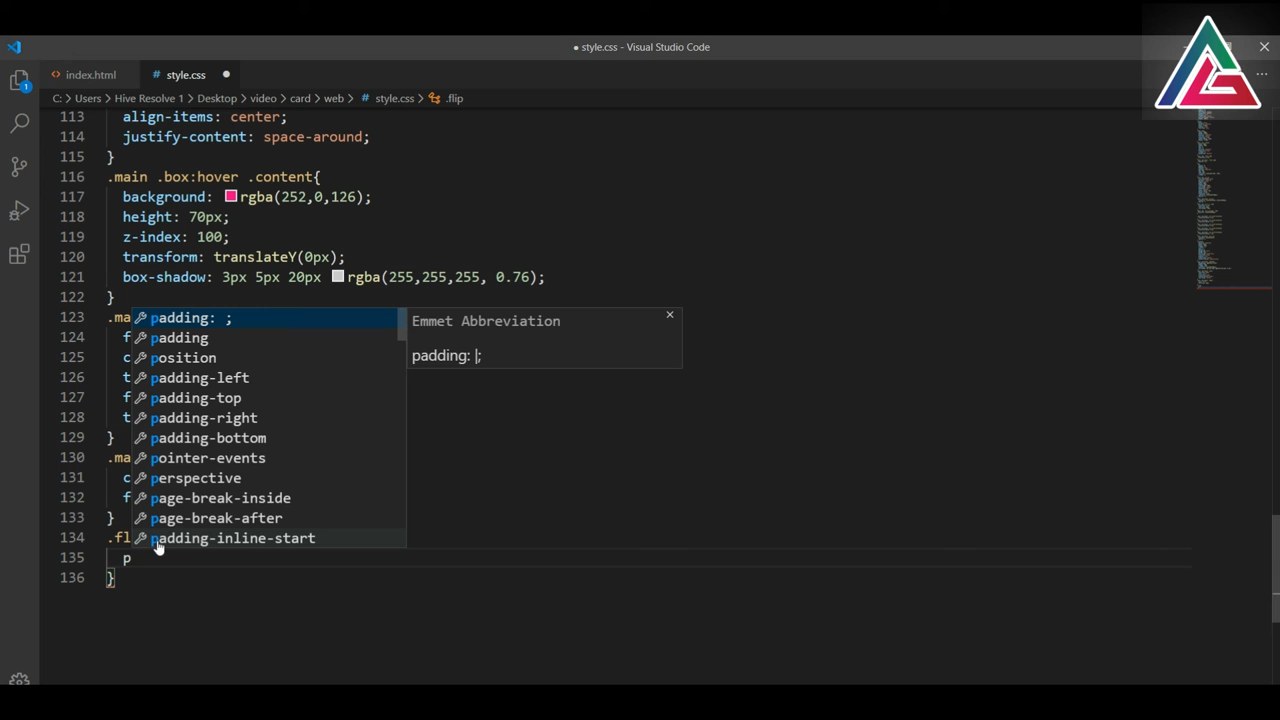 style.css - Visual Studio Code
index.html
# style.css
C: > Users > Hive Resolve 1 > Desktop > video > card > web > # style.css > .flip
113 align-items: center;
114 justify-content: space-around;
115 }
116 .main .box:hover .content{
117 background: rgba(252,0,126);
118 height: 70px;
119 z-index: 100;
120 transform: translateY(0px);
121 box-shadow: 3px 5px 20px rgba(255,255,255, 0.76);
122 }
123 .ma
124 f
125 c
126 t
127 f
128 t
129 }
130 .ma
131 c
132 f
133 }
134 .fl
135 p
136 }
padding: ;
padding
position
padding-left
padding-top
padding-right
padding-bottom
pointer-events
perspective
page-break-inside
page-break-after
padding-inline-start
Emmet Abbreviation
padding: |;
1